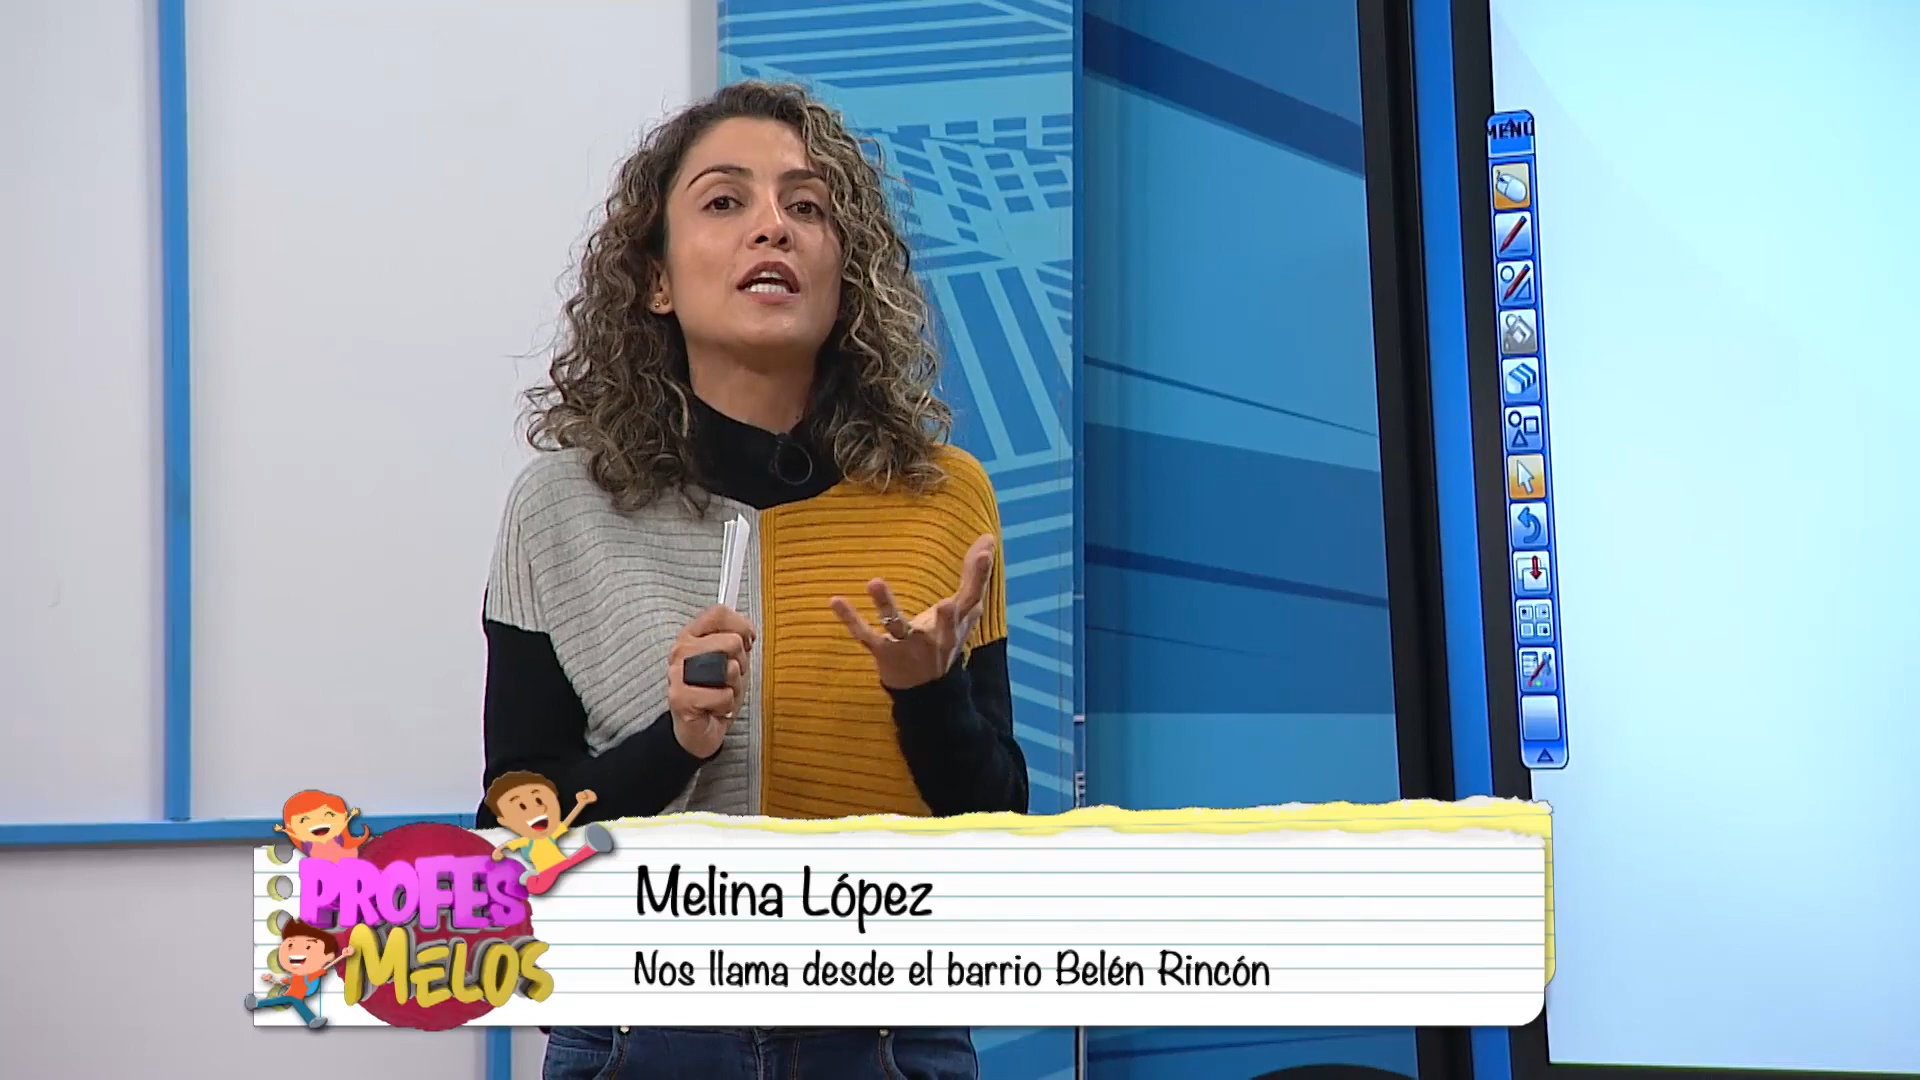 MENÚ
PROFES
MELOS
Melina López
Nos llama desde el barrio Belén Rincón